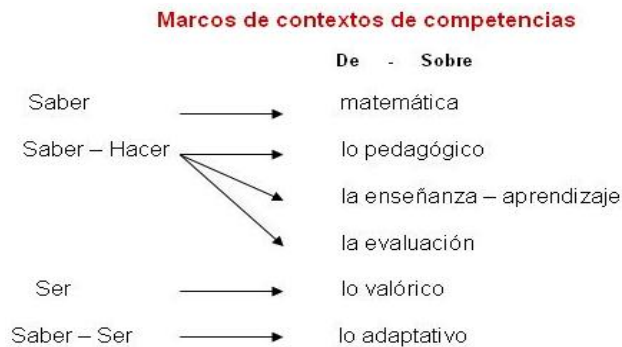 Marcos de contextos de competencias
De - Sobre
Saber matemática
Saber – Hacer lo pedagógico
la enseñanza – aprendizaje
la evaluación
Ser lo valórico
Saber – Ser lo adaptativo